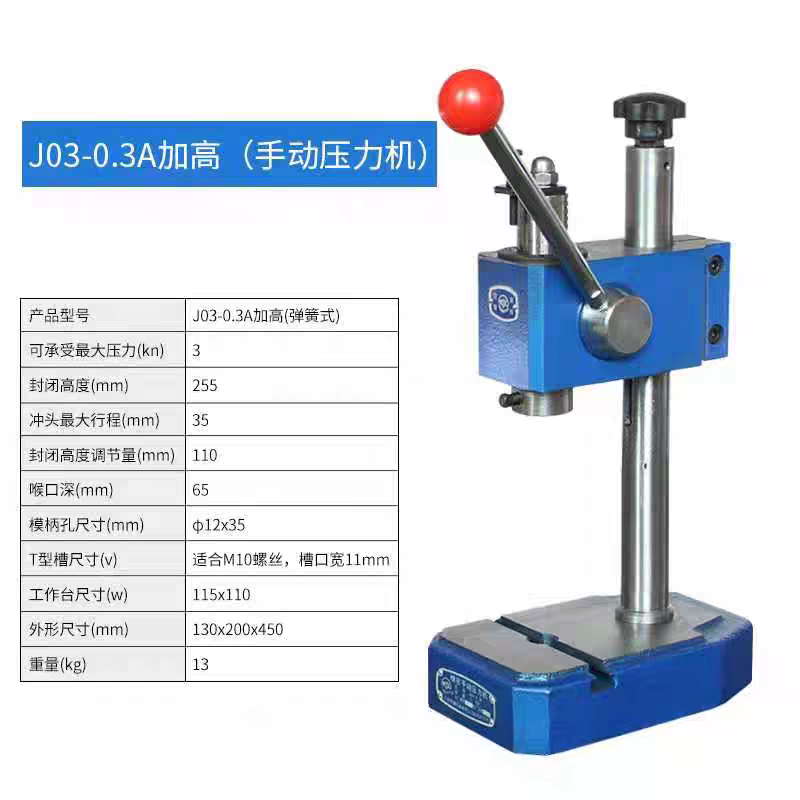 J03-0.3A加高（手动压力机）
产品型号 J03-0.3A加高(弹簧式)
可承受最大压力(kn) 3
封闭高度(mm) 255
冲头最大行程(mm) 35
封闭高度调节量(mm) 110
喉口深(mm) 65
模柄孔尺寸(mm) φ12x35
T型槽尺寸(v) 适合M10螺丝，槽口宽11mm
工作台尺寸(w) 115x110
外形尺寸(mm) 130x200x450
重量(kg) 13
手动压力机